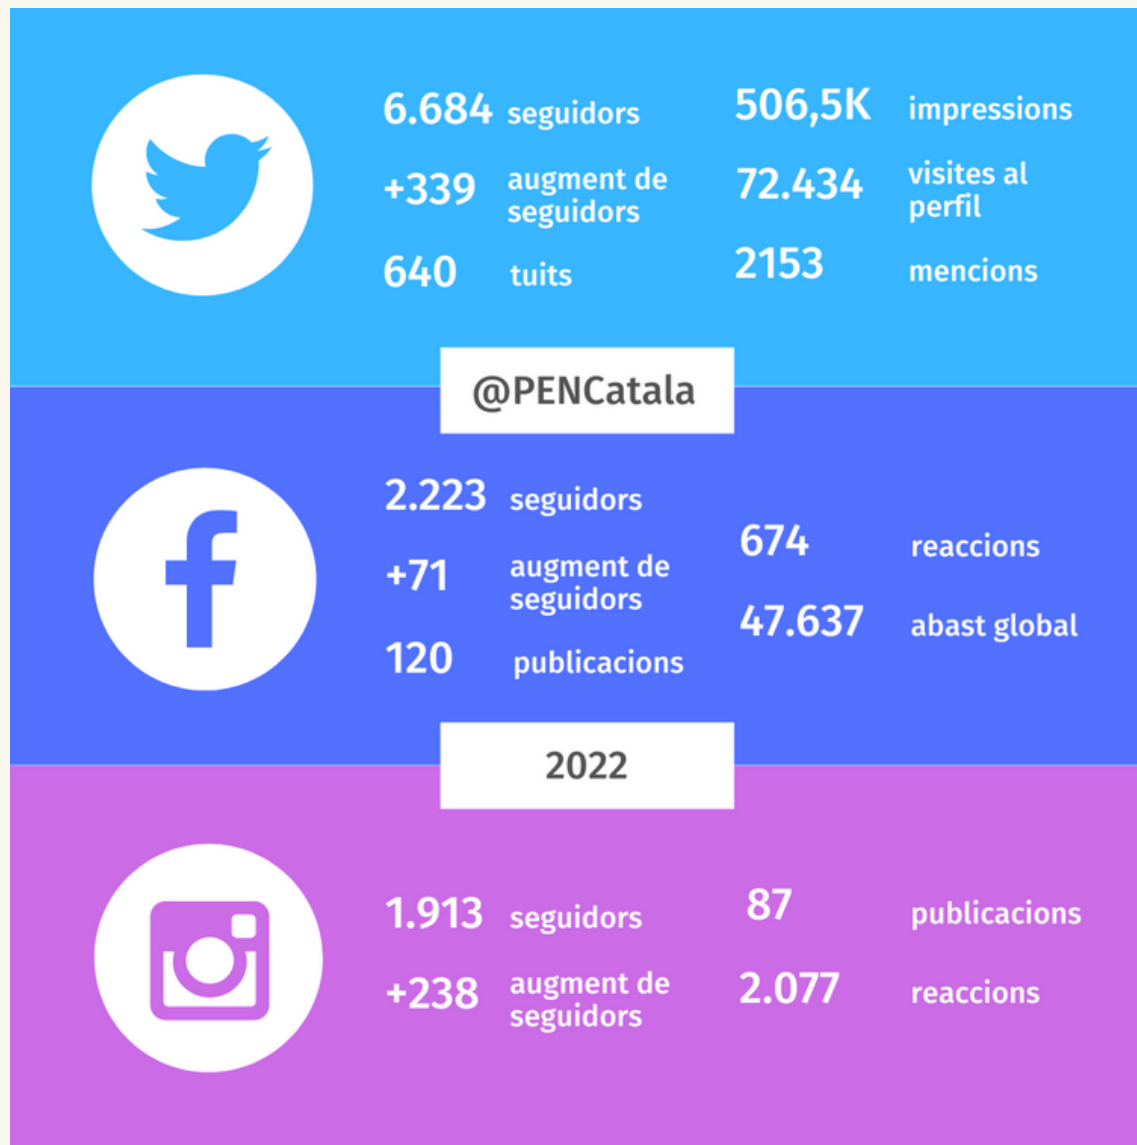 6.684 seguidors
+339 augment de
seguidors
640 tuits
506,5K impressions
72.434 visites al
perfil
2153 mencions
@PENCatala
2.223 seguidors
+71 augment de
seguidors
120 publicacions
674 reaccions
47.637 abast global
2022
1.913 seguidors
+238 augment de
seguidors
87 publicacions
2.077 reaccions